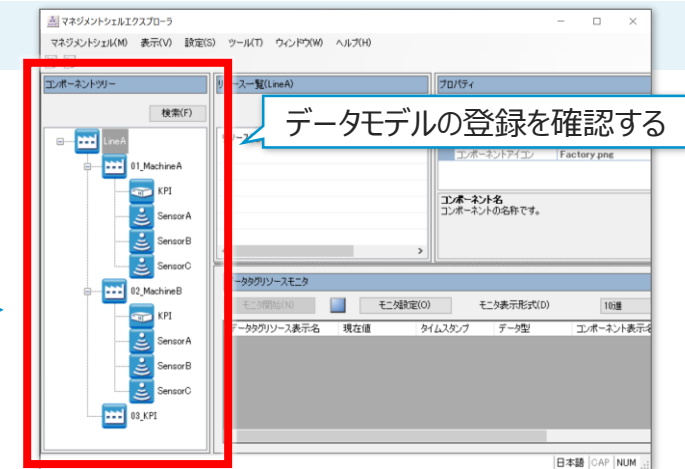 マネジメントシェルエクスプローラ
マネジメントシェル(M) 表示(V) 設定(S) ツール(T) ウィンドウ(W) ヘルプ(H)
コンポーネントツリー
検索(F)
LineA
01_MachineA
KPI
SensorA
SensorB
SensorC
02_MachineB
KPI
SensorA
SensorB
SensorC
03_KPI
リソース一覧(LineA)
プロパティ
データモデルの登録を確認する
コンポーネントアイコン Factory.png
コンポーネント名
コンポーネントの名称です。
データタグリソースモニタ
モニタ開始(N) モニタ設定(O) モニタ表示形式(D) 10進
データタグリソース表示名 現在値 タイムスタンプ データ型 コンポーネント表示名
日本語 CAP NUM